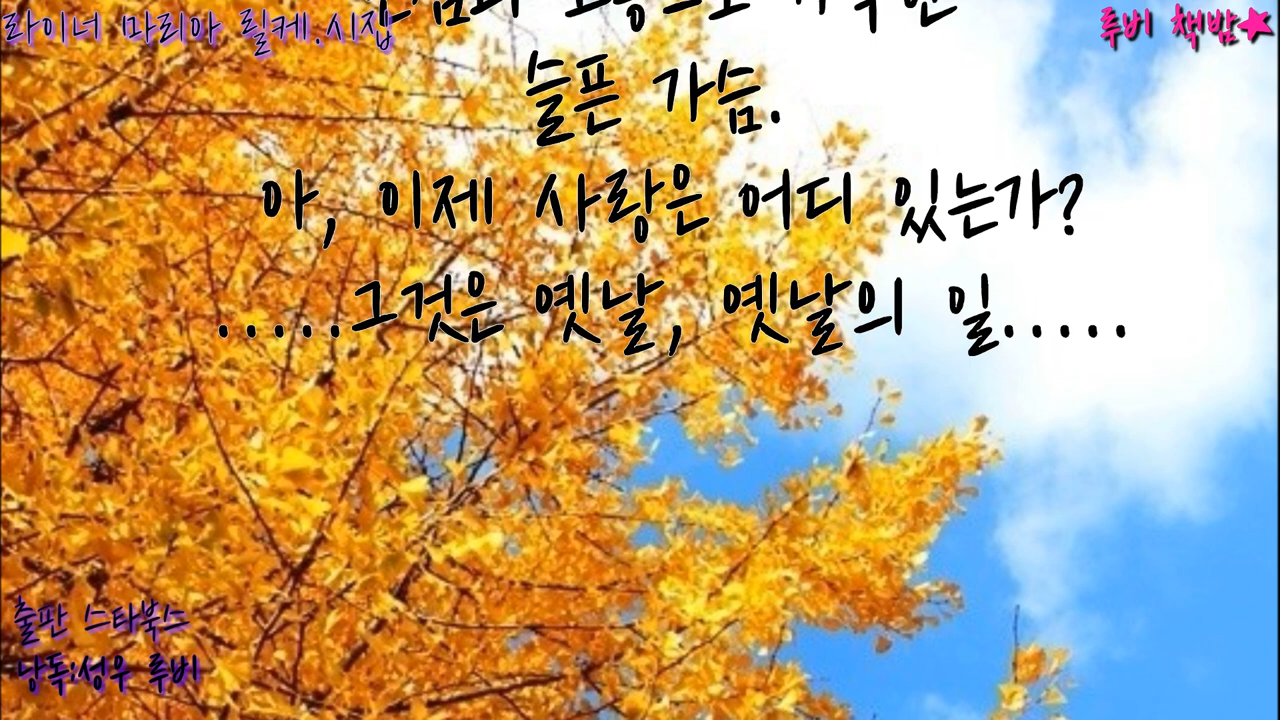 라이너 마리아 릴케.시집
루비 책밤★
슬픈 가슴.
아, 이제 사랑은 어디 있는가?
.....그것은 옛날, 옛날의 일.....
출판 스타북스
낭독:성우 루비